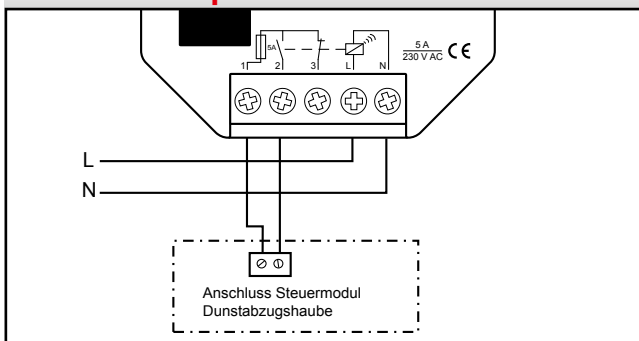 5A
1 2 3 L N
5 A
230 V AC CE
L
N
Anschluss Steuermodul
Dunstabzugshaube